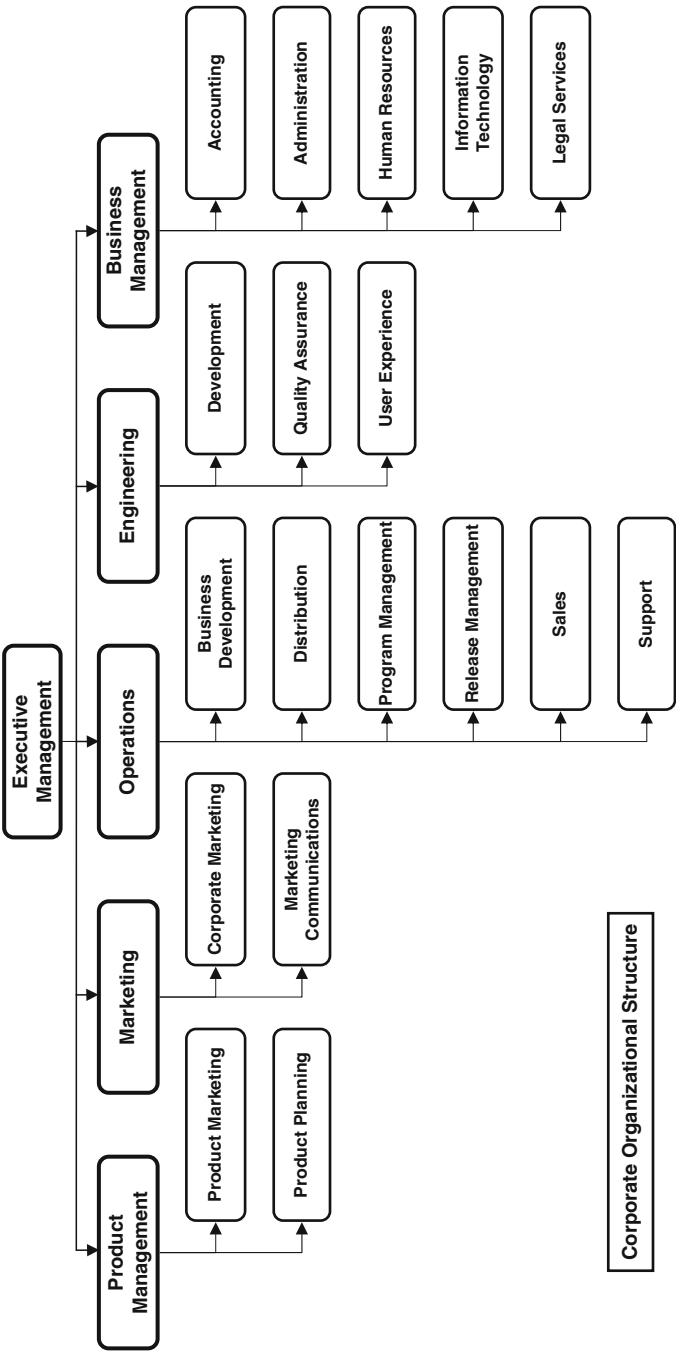 Executive
Management
Product
Management
Product Marketing
Product Planning
Marketing
Corporate Marketing
Marketing
Communications
Operations
Business
Development
Distribution
Program Management
Release Management
Sales
Support
Engineering
Development
Quality Assurance
User Experience
Business
Management
Accounting
Administration
Human Resources
Information
Technology
Legal Services
Corporate Organizational Structure